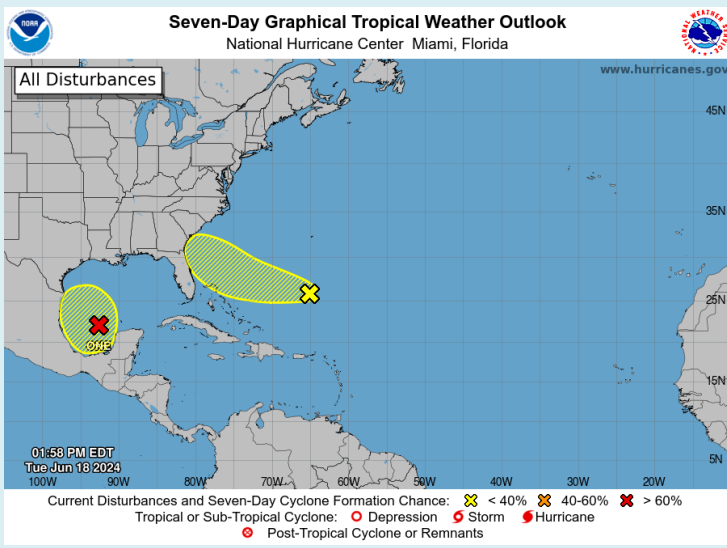 Seven-Day Graphical Tropical Weather Outlook
National Hurricane Center Miami, Florida
NOAA
All Disturbances
www.hurricanes.gov
45N
35N
25N
15N
5N
ONE
01:58 PM EDT
Tue Jun 18 2024
100W 90W 80W 70W 60W 50W 40W 30W 20W
Current Disturbances and Seven-Day Cyclone Formation Chance: < 40% 40-60% > 60%
Tropical or Sub-Tropical Cyclone: Depression Storm Hurricane
Post-Tropical Cyclone or Remnants